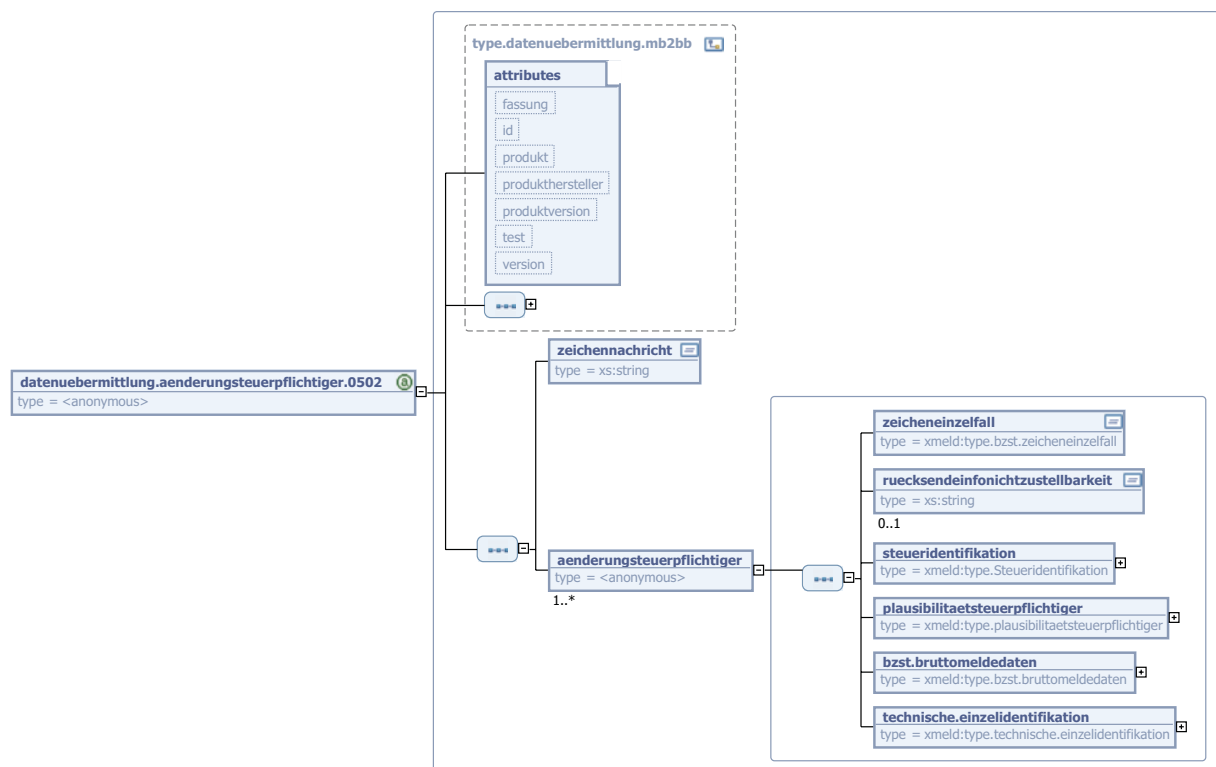 type.datenuebermittlung.mb2bb
attributes
fassung
id
produkt
produkthersteller
produktversion
test
version
zeichennachricht
type = xs:string
datenuebermittlung.aenderungsteuerpflichtiger.0502
type = <anonymous>
aenderungsteuerpflichtiger
type = <anonymous>
1..*
zeicheneinzelfall
type = xmeld:type.bzst.zeicheneinzelfall
ruecksendeinfonichtzustellbarkeit
type = xs:string
0..1
steueridentifikation
type = xmeld:type.Steueridentifikation
plausibilitaetsteuerpflichtiger
type = xmeld:type.plausibilitaetsteuerpflichtiger
bzst.bruttomeldedaten
type = xmeld:type.bzst.bruttomeldedaten
technische.einzelidentifikation
type = xmeld:type.technische.einzelidentifikation